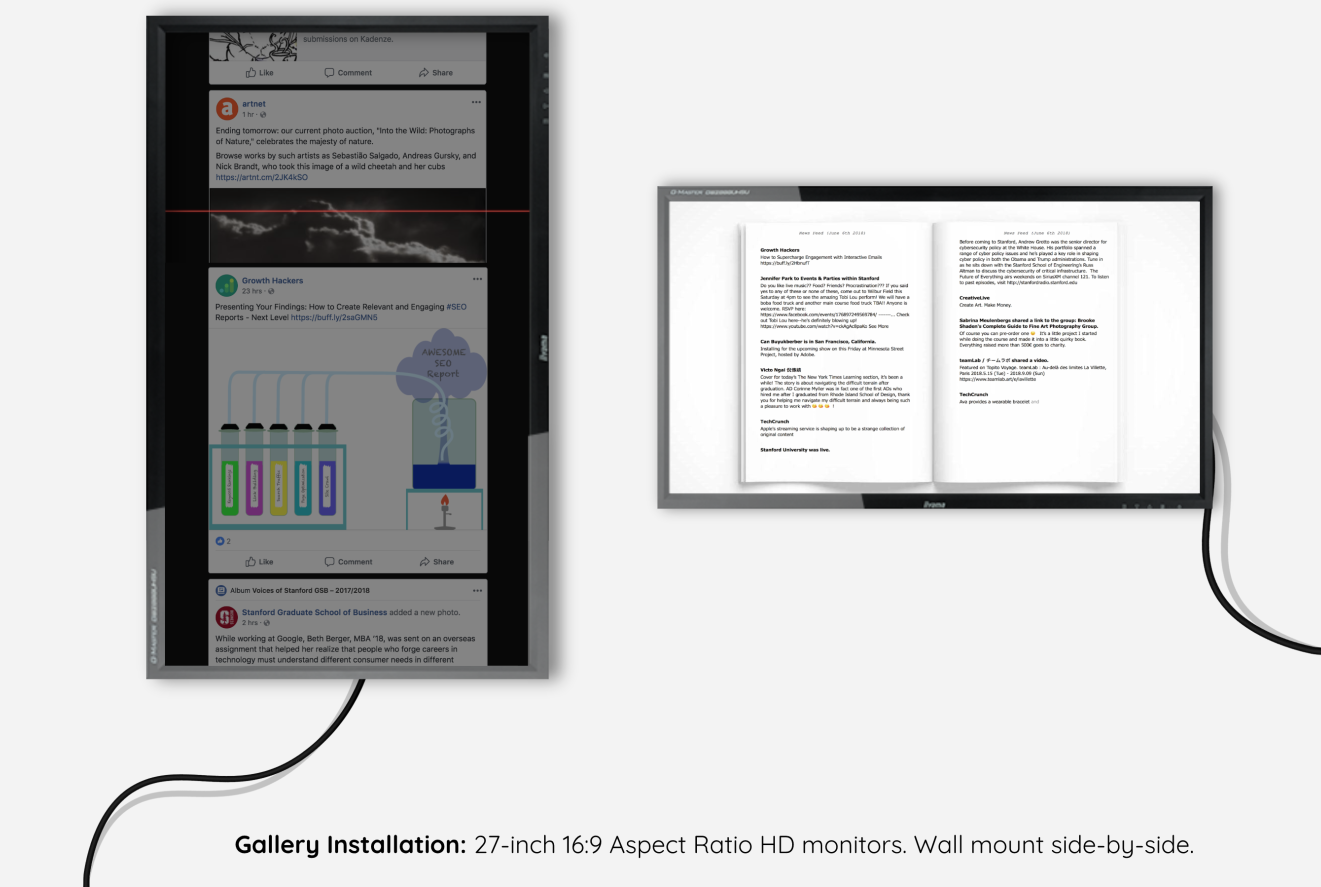 submissions on Kadenze.
Like Comment Share
artnet
1 hr ·
Ending tomorrow: our current photo auction, "Into the Wild: Photographs
of Nature," celebrates the majesty of nature.
Browse works by such artists as Sebastião Salgado, Andreas Gursky, and
Nick Brandt, who took this image of a wild cheetah and her cubs
https://artnt.cm/2JK4kSO
Growth Hackers
23 hrs ·
Presenting Your Findings: How to Create Relevant and Engaging #SEO
Reports - Next Level https://buff.ly/2saGMN5
AWESOME
SEO
Report
2
Like Comment Share
Album Voices of Stanford GSB – 2017/2018
Stanford Graduate School of Business added a new photo.
2 hrs ·
While working at Google, Beth Berger, MBA '18, was sent on an overseas
assignment that helped her realize that people who forge careers in
technology must understand different consumer needs in different
iiyama
News Feed (June 6th 2018)
Growth Hackers
How to Supercharge Engagement with Interactive Emails
Jennifer Park to Events & Parties within Stanford
Do you like live music?? Food? Friends? Procrastination??? If you said
yes to any of these or none of these, come out to Wilbur Field this
Saturday at 4pm to see the amazing Tobi Lou perform! We will have a
boba food truck and another main course food truck TBA!! Anyone is
welcome. RSVP here:
https://www.facebook.com/events/176897249569784/ -------... Check
out Tobi Lou here--he's definitely blowing up!
See More
Can Buyukberber is in San Francisco, California.
Installing for the upcoming show on this Friday at Minnesota Street
Project, hosted by Adobe.
Victo Ngai 倪傳婧
Cover for today's The New York Times Learning section, it's been a
while! The story is about navigating the difficult terrain after
graduation. AD Corinne Myller was in fact one of the first ADs who
hired me after I graduated from Rhode Island School of Design, thank
you for helping me navigate my difficult terrain and always being such
a pleasure to work with !
TechCrunch
Apple's streaming service is shaping up to be a strange collection of
original content
Stanford University was live.
News Feed (June 6th 2018)
Before coming to Stanford, Andrew Grotto was the senior director for
cybersecurity policy at the White House. His portfolio spanned a
range of cyber policy issues and he's played a key role in shaping
cyber policy in both the Obama and Trump administrations. Tune in
as he sits down with the Stanford School of Engineering's Russ
Altman to discuss the cybersecurity of critical infrastructure. The
Future of Everything airs weekends on SiriusXM channel 121. To listen
to past episodes, visit http://stanfordradio.stanford.edu
CreativeLive
Create Art. Make Money.
Sabrina Meulenbergs shared a link to the group: Brooke
Shaden's Complete Guide to Fine Art Photography Group.
Of course you can pre-order one It's a little project I started
while doing the course and made it into a little quirky book.
Everything raised more than 500€ goes to charity.
teamLab / チームラボ shared a video.
Featured on Topito Voyage. teamLab : Au-delà des limites La Villette,
Paris 2018.5.15 (Tue) - 2018.9.09 (Sun)
https://www.teamlab.art/e/lavillette
TechCrunch
Ava provides a wearable bracelet and
iiyama
Gallery Installation: 27-inch 16:9 Aspect Ratio HD monitors. Wall mount side-by-side.